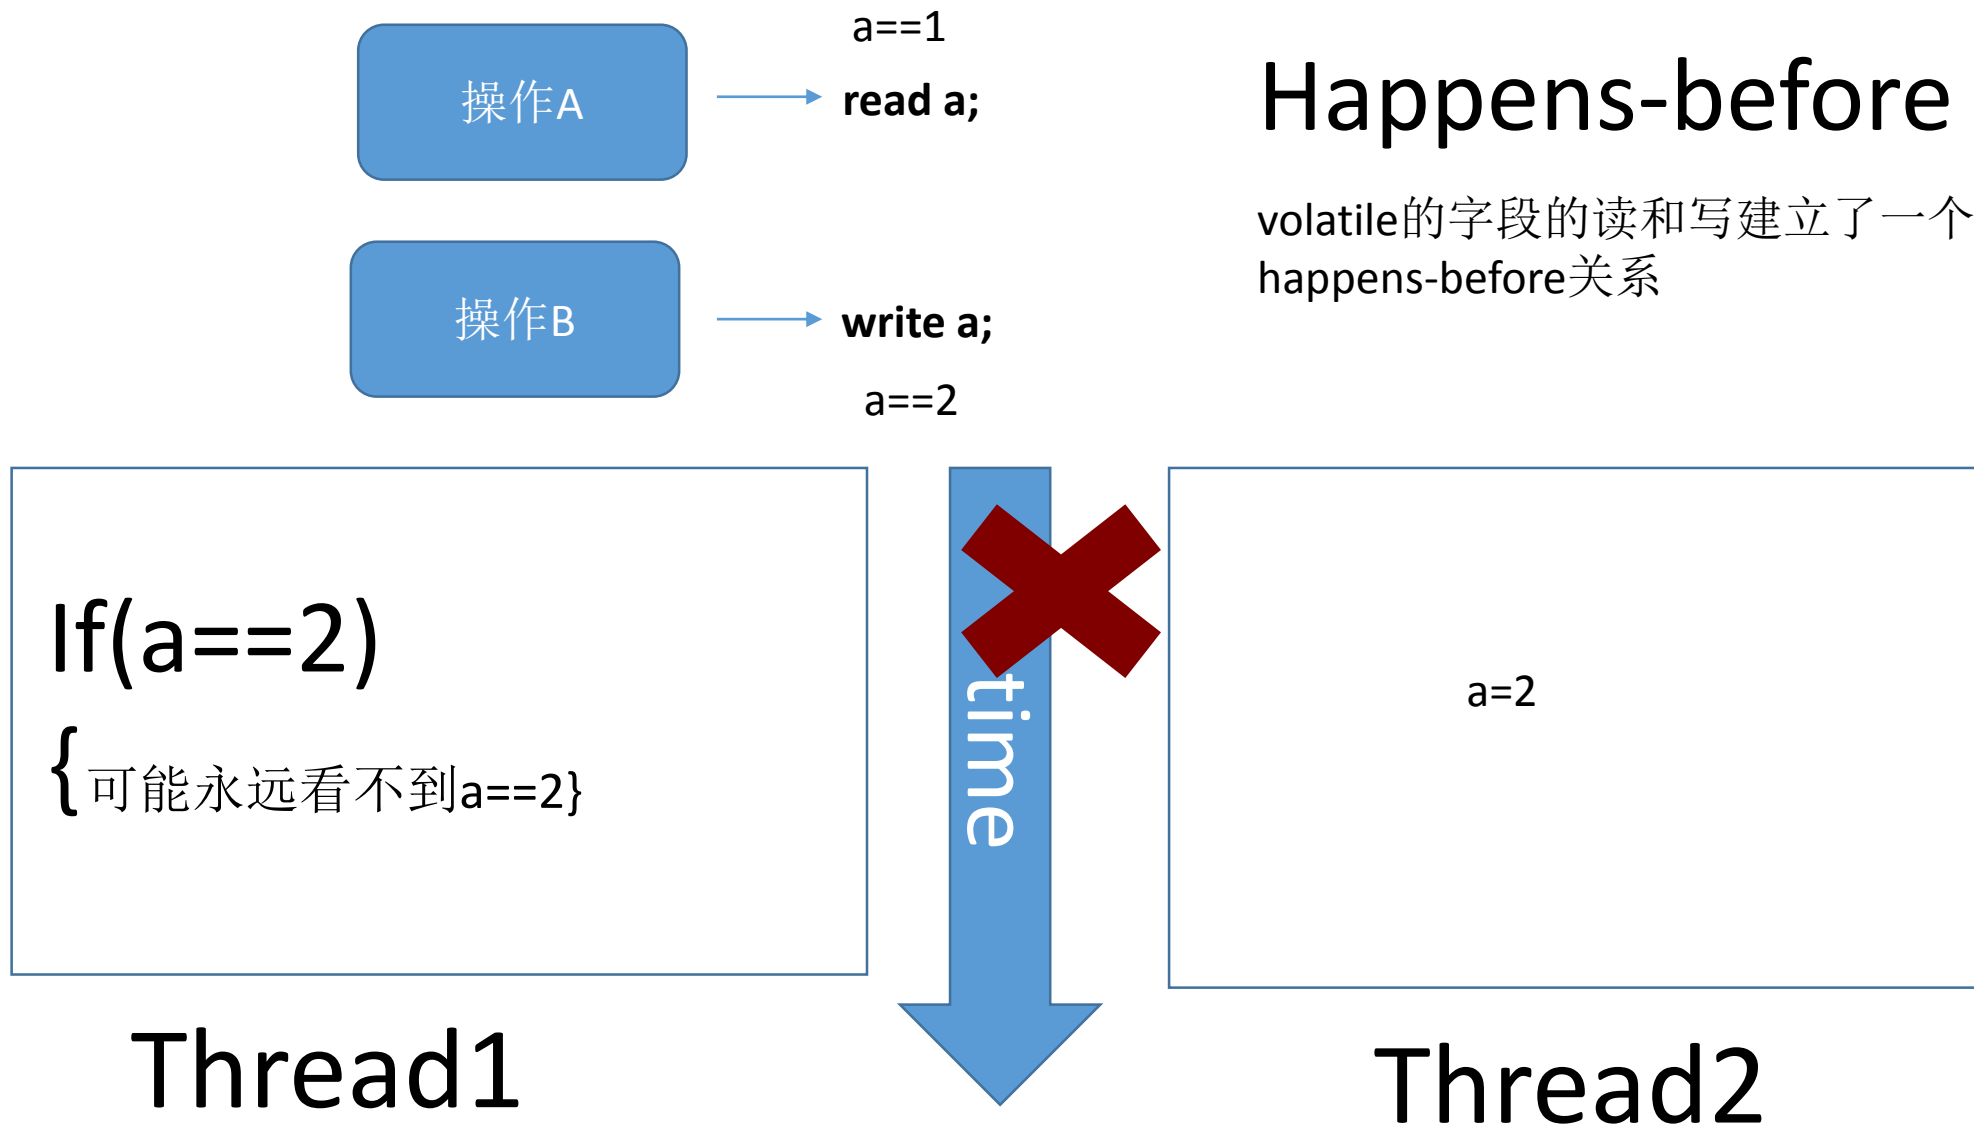 a==1
操作A
read a;
操作B
write a;
a==2
Happens-before
volatile的字段的读和写建立了一个
happens-before关系
If(a==2)
{可能永远看不到a==2}
time
a=2
Thread1
Thread2